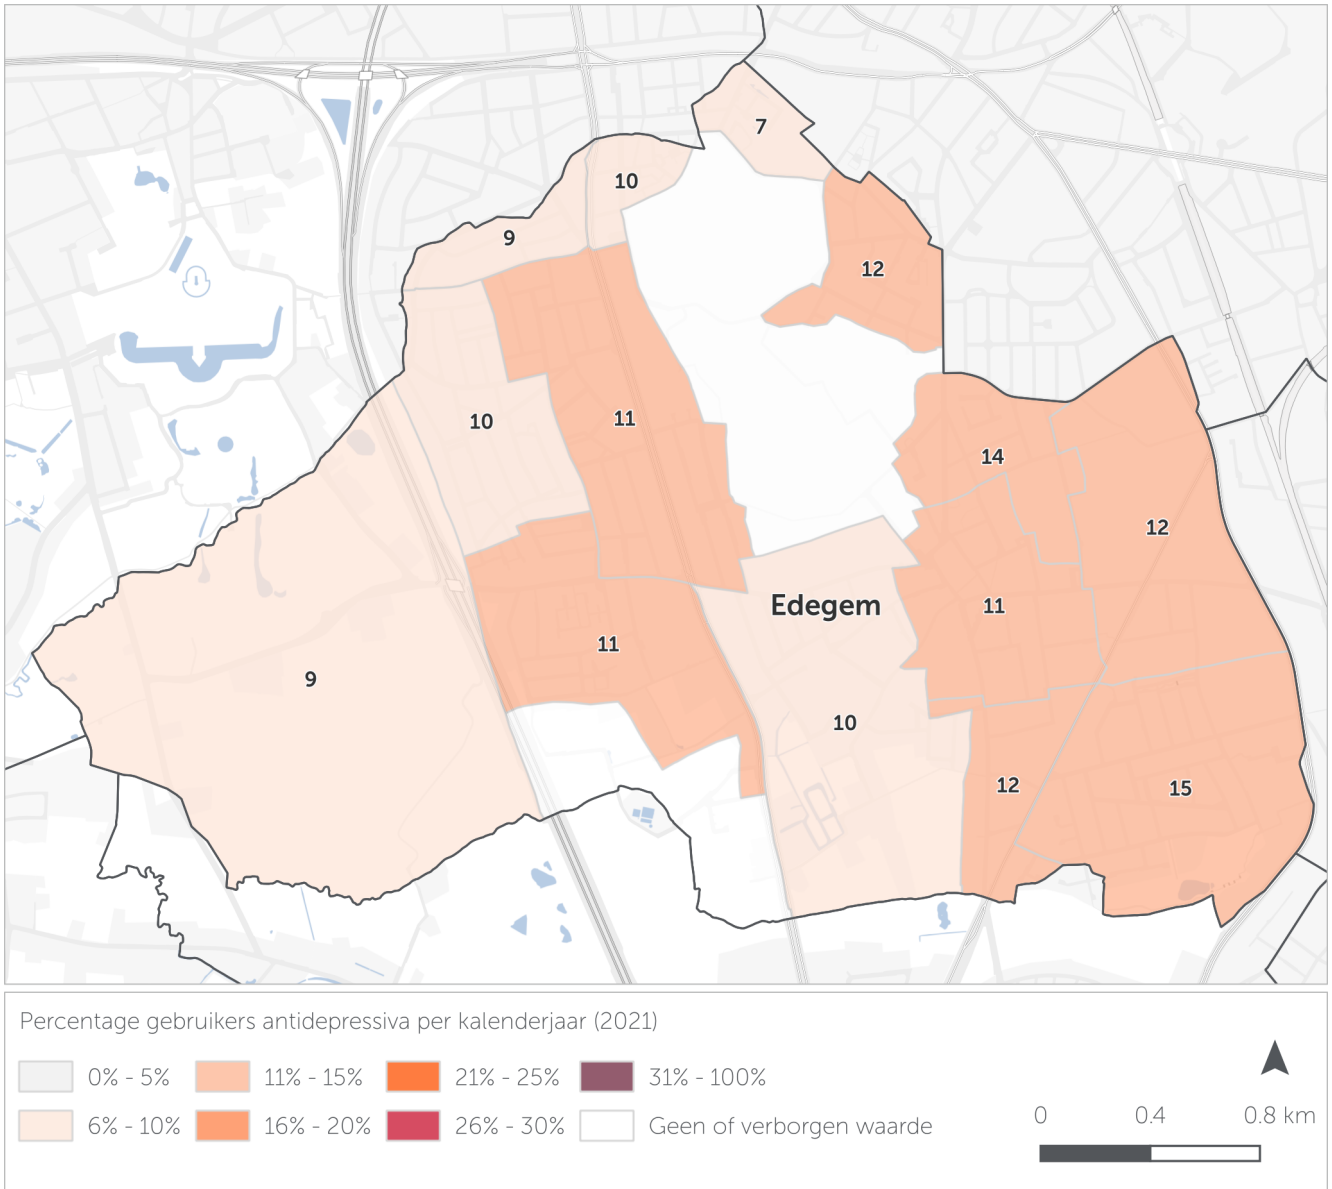 7
10
9
12
10
11
14
12
Edegem
11
11
9
10
12
15
Percentage gebruikers antidepressiva per kalenderjaar (2021)
0% - 5%
11% - 15%
21% - 25%
31% - 100%
6% - 10%
16% - 20%
26% - 30%
Geen of verborgen waarde
0 0.4 0.8 km